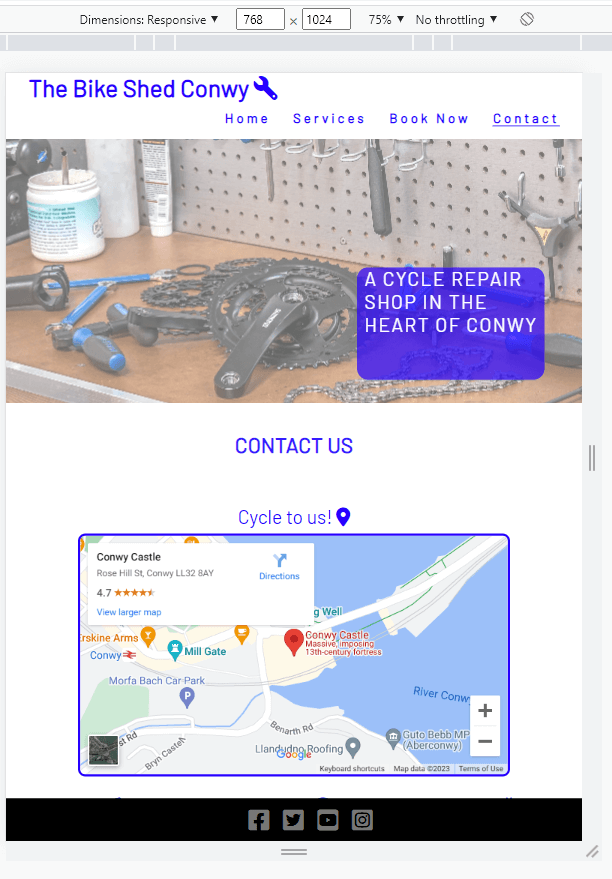 Dimensions: Responsive ▼ 768 × 1024 75% ▼ No throttling ▼
The Bike Shed Conwy
Home Services Book Now Contact
A CYCLE REPAIR
SHOP IN THE
HEART OF CONWY
CONTACT US
Cycle to us!
Conwy Castle
Rose Hill St, Conwy LL32 8AY
4.7
Directions
View larger map
g Well
Erskine Arms
Conwy Castle
Massive, imposing
13th-century fortress
Mill Gate
Conwy
Morfa Bach Car Park
River Conwy
Benarth Rd
st Rd
Bryn Castell
Llandudno Roofing
Guto Bebb MP
(Aberconwy)
Google
Keyboard shortcuts Map data ©2023 Terms of Use